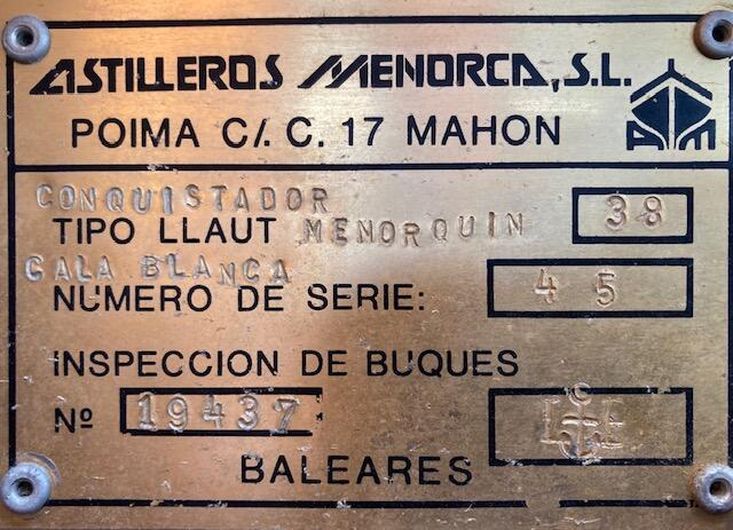 ASTILLEROS MENORCA, S.L.
POIMA C/. C. 17 MAHON
CONQUISTADOR
TIPO LLAUT MENORQUIN 38
CALA BLANCA
NUMERO DE SERIE: 45
INSPECCION DE BUQUES
Nº 19437
BALEARES